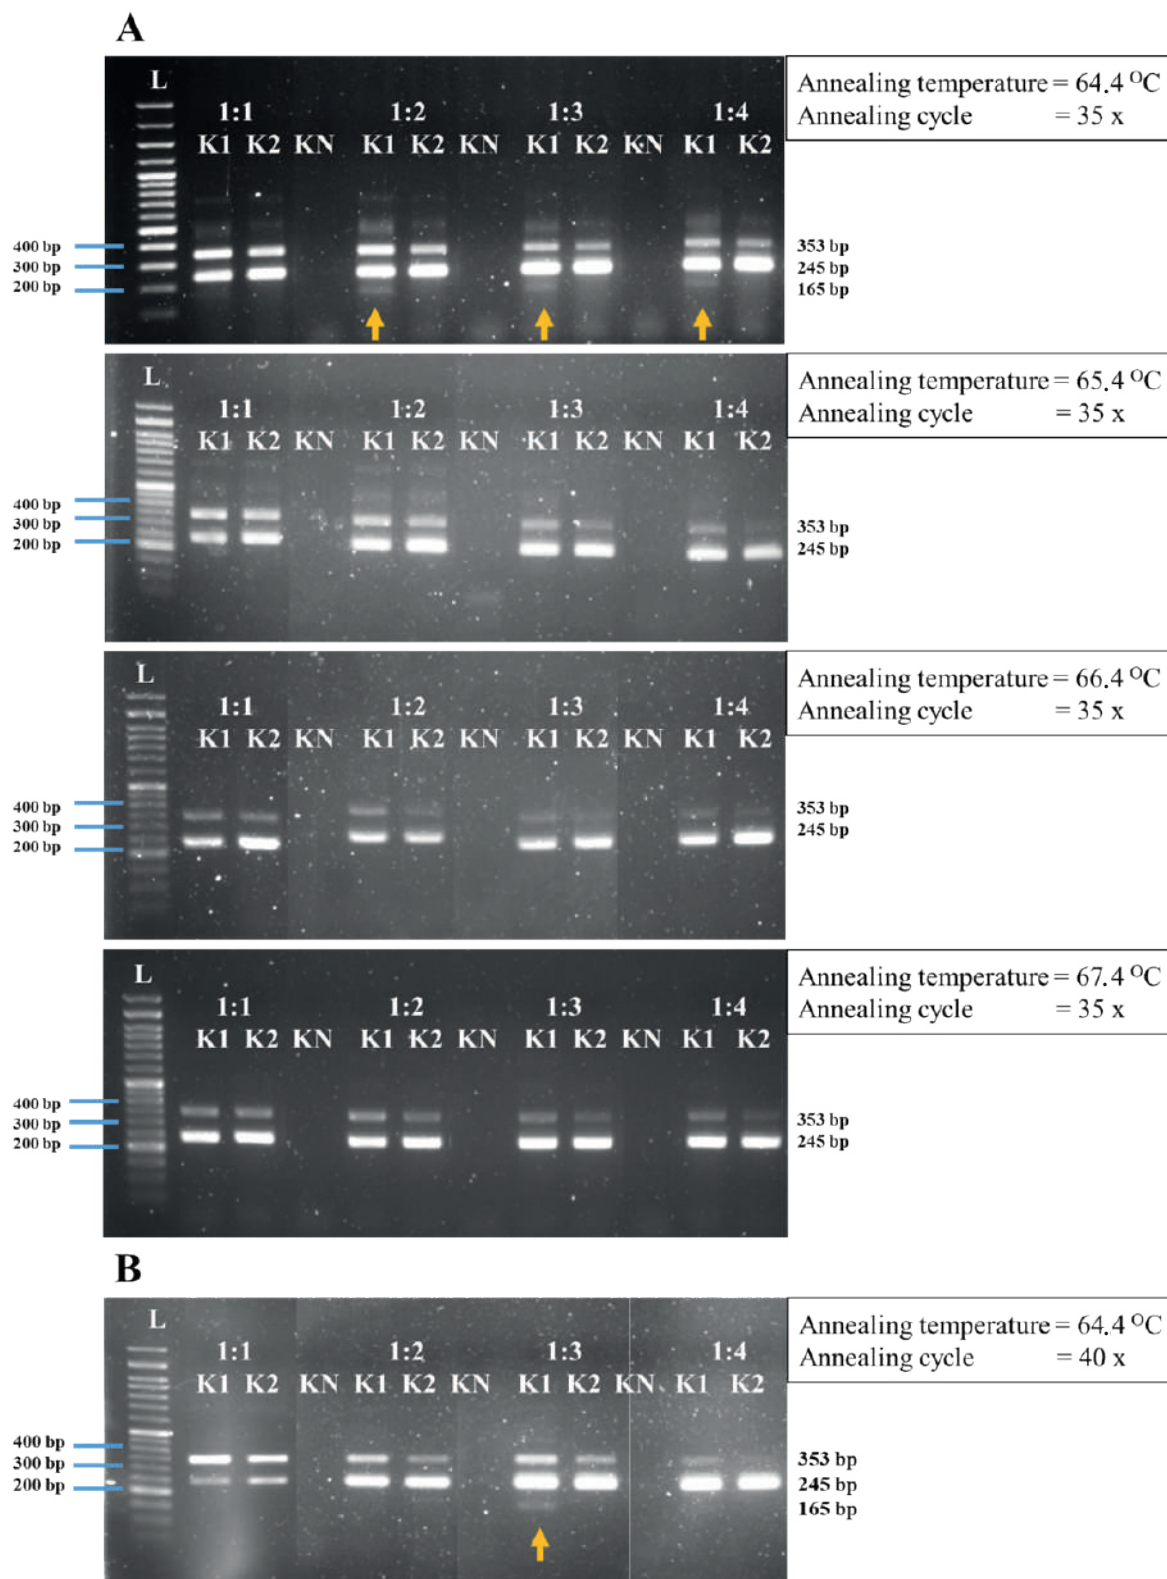 A
L
1:1 1:2 1:3 1:4
K1 K2 KN K1 K2 KN K1 K2 KN K1 K2
400 bp
300 bp
200 bp
353 bp
245 bp
165 bp
Annealing temperature = 64.4 ᴼC
Annealing cycle = 35 x
L
1:1 1:2 1:3 1:4
K1 K2 KN K1 K2 KN K1 K2 KN K1 K2
400 bp
300 bp
200 bp
353 bp
245 bp
Annealing temperature = 65.4 ᴼC
Annealing cycle = 35 x
L
1:1 1:2 1:3 1:4
K1 K2 KN K1 K2 KN K1 K2 KN K1 K2
400 bp
300 bp
200 bp
353 bp
245 bp
Annealing temperature = 66.4 ᴼC
Annealing cycle = 35 x
L
1:1 1:2 1:3 1:4
K1 K2 KN K1 K2 KN K1 K2 KN K1 K2
400 bp
300 bp
200 bp
353 bp
245 bp
Annealing temperature = 67.4 ᴼC
Annealing cycle = 35 x
B
L
1:1 1:2 1:3 1:4
K1 K2 KN K1 K2 KN K1 K2 KN K1 K2
400 bp
300 bp
200 bp
353 bp
245 bp
165 bp
Annealing temperature = 64.4 ᴼC
Annealing cycle = 40 x